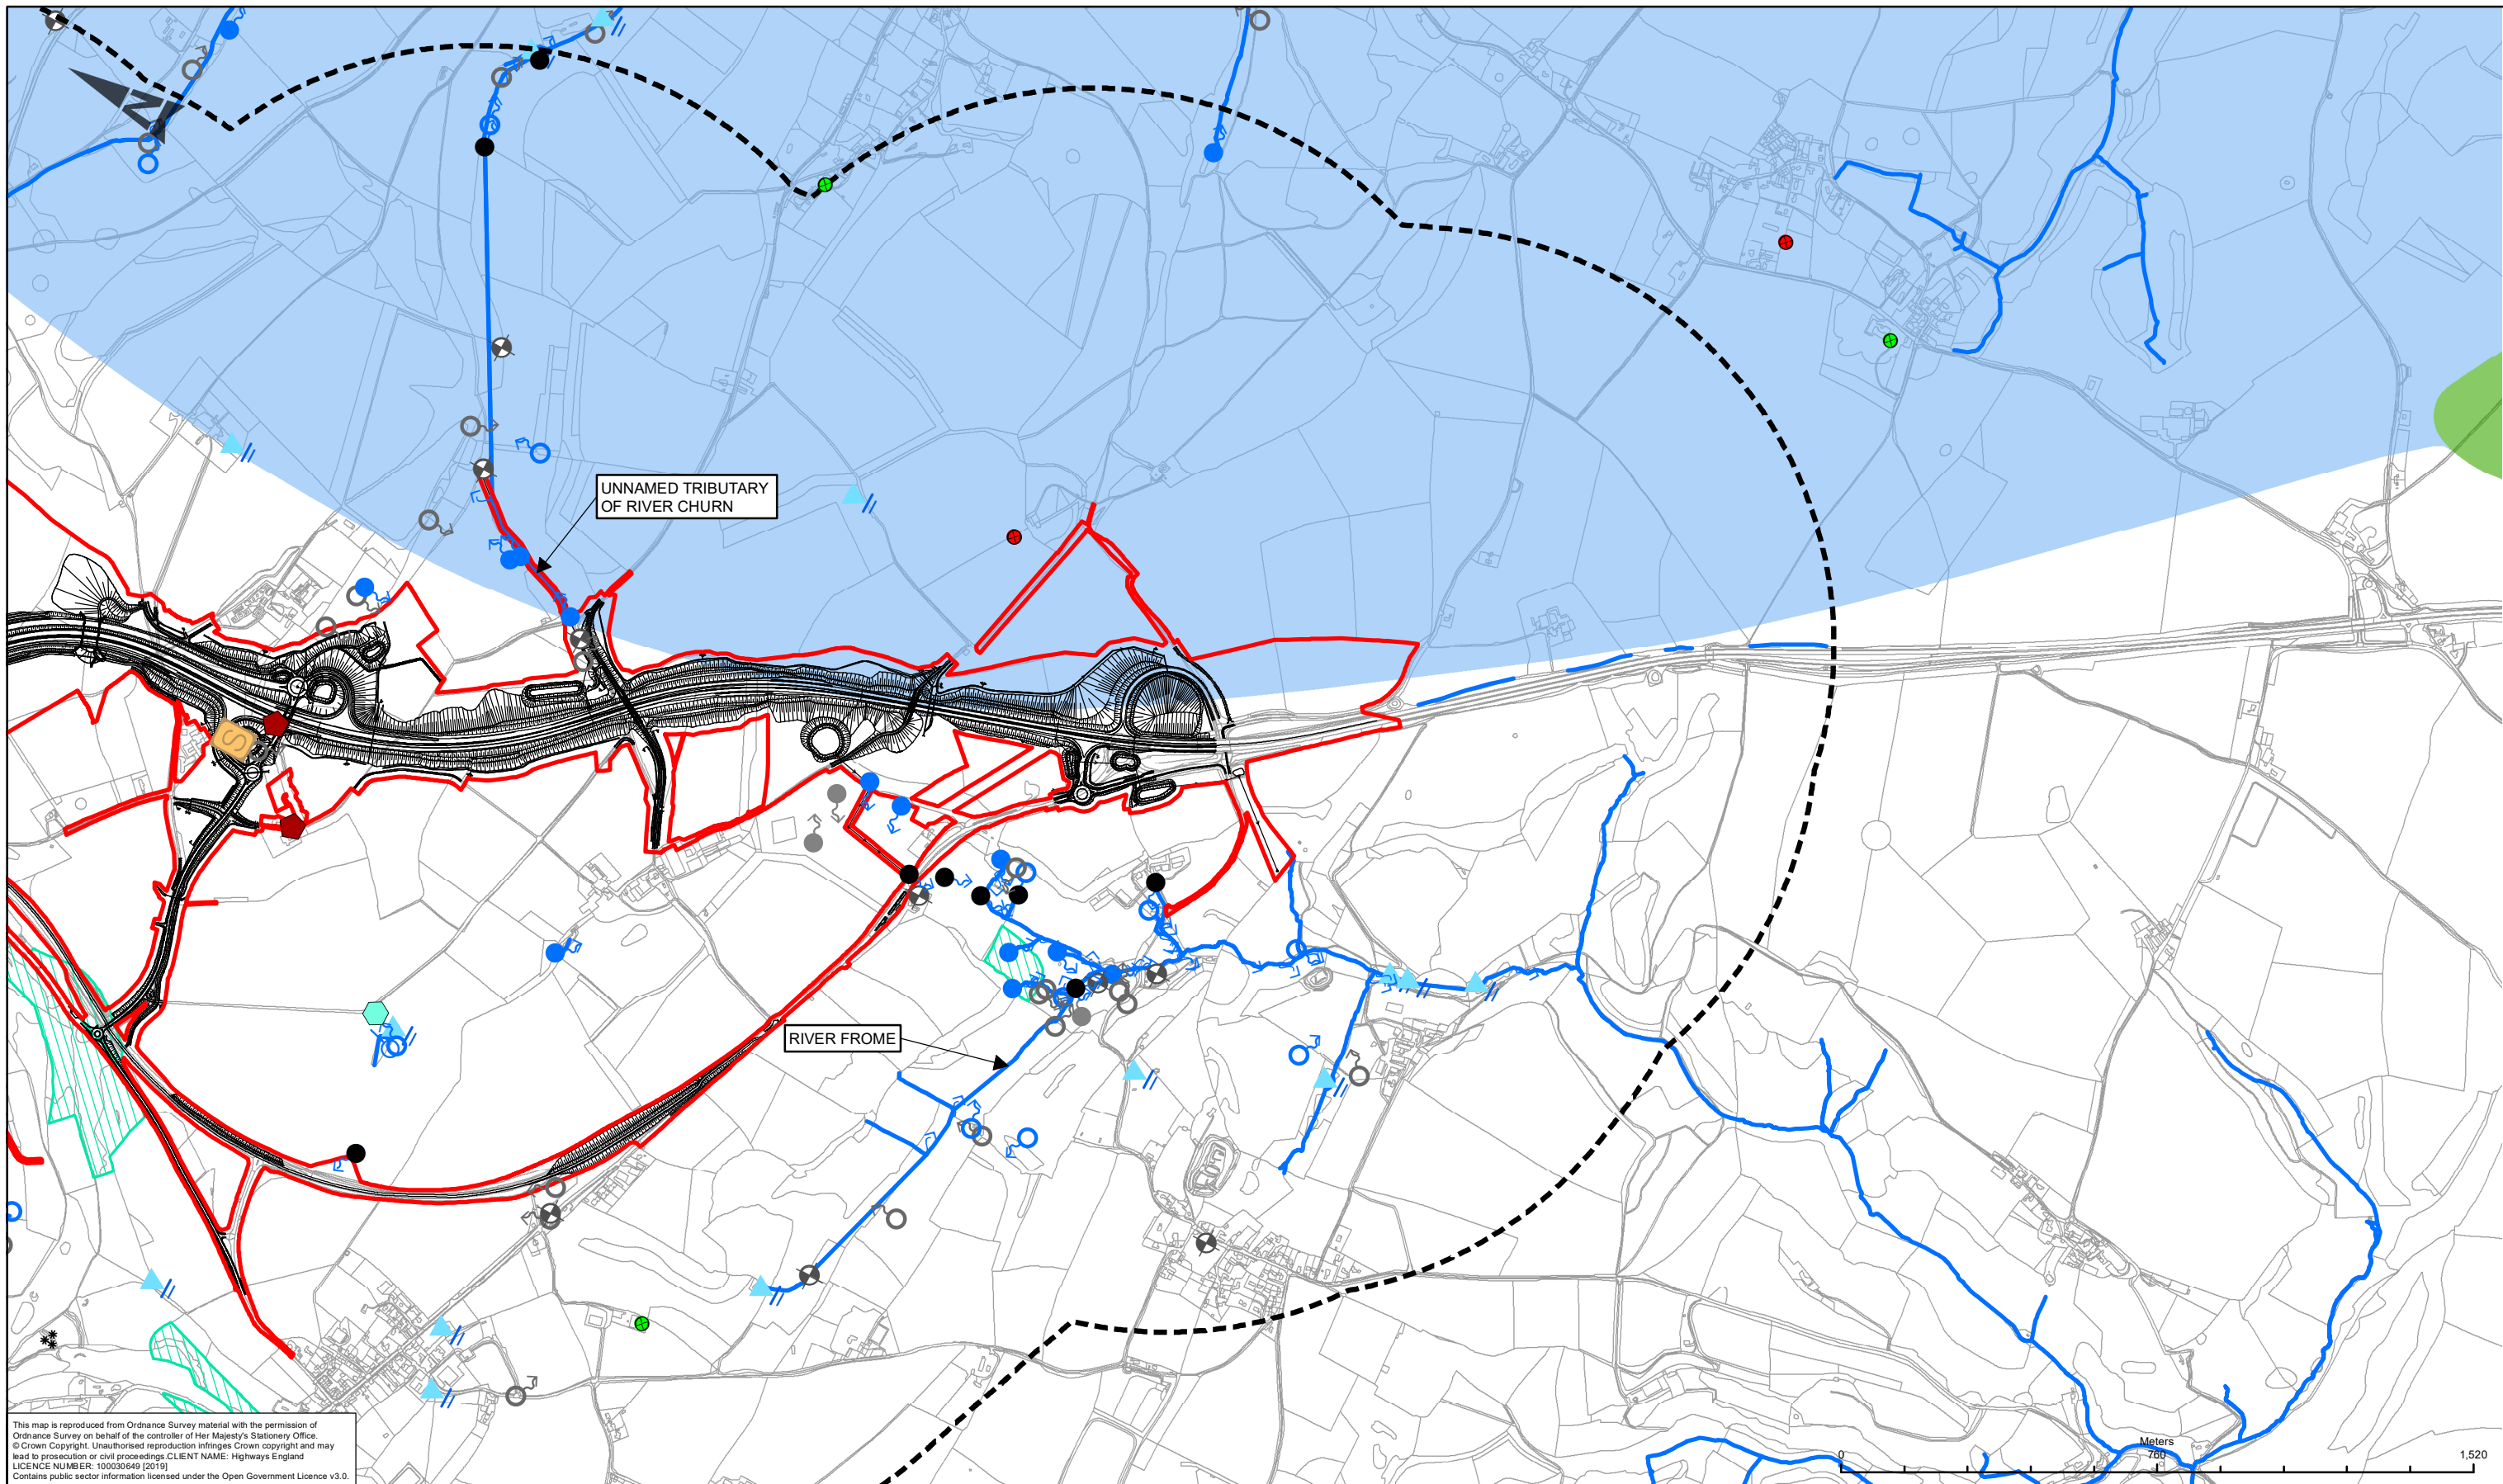 N
UNNAMED TRIBUTARY
OF RIVER CHURN
S
RIVER FROME
This map is reproduced from Ordnance Survey material with the permission of
Ordnance Survey on behalf of the controller of Her Majesty's Stationery Office.
© Crown Copyright. Unauthorised reproduction infringes Crown copyright and may
lead to prosecution or civil proceedings.CLIENT NAME: Highways England
LICENCE NUMBER: 100030649 [2019]
Contains public sector information licensed under the Open Government Licence v3.0.
Meters
0 760 1,520